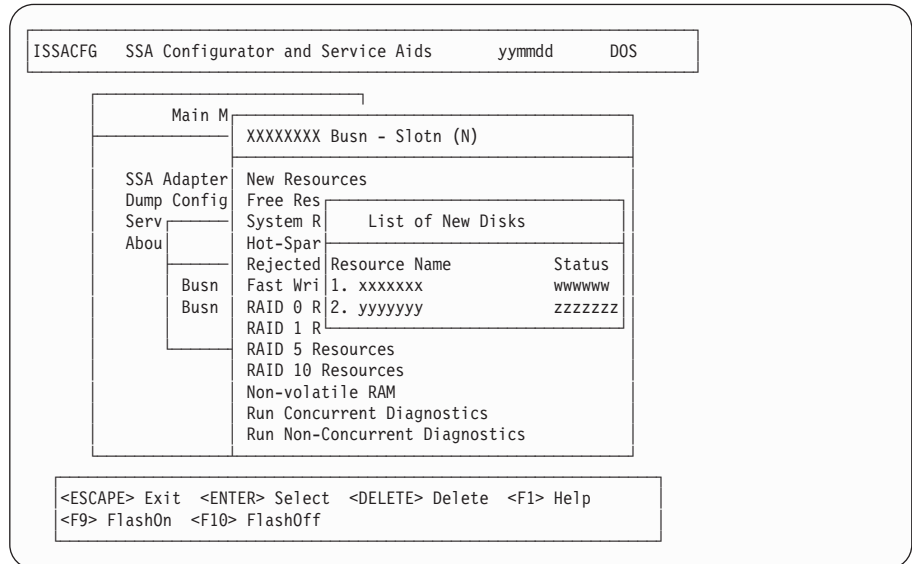 ISSACFG SSA Configurator and Service Aids yymmdd DOS
Main M
XXXXXXXX Busn - Slotn (N)
SSA Adapter
Dump Config
Serv
Abou
Busn
Busn
New Resources
Free Res
System R
Hot-Spar
Rejected
Fast Wri
RAID 0 R
RAID 1 R
RAID 5 Resources
RAID 10 Resources
Non-volatile RAM
Run Concurrent Diagnostics
Run Non-Concurrent Diagnostics
List of New Disks
Resource Name Status
1. xxxxxxx wwwwww
2. yyyyyyy zzzzzzz
<ESCAPE> Exit <ENTER> Select <DELETE> Delete <F1> Help
<F9> FlashOn <F10> FlashOff